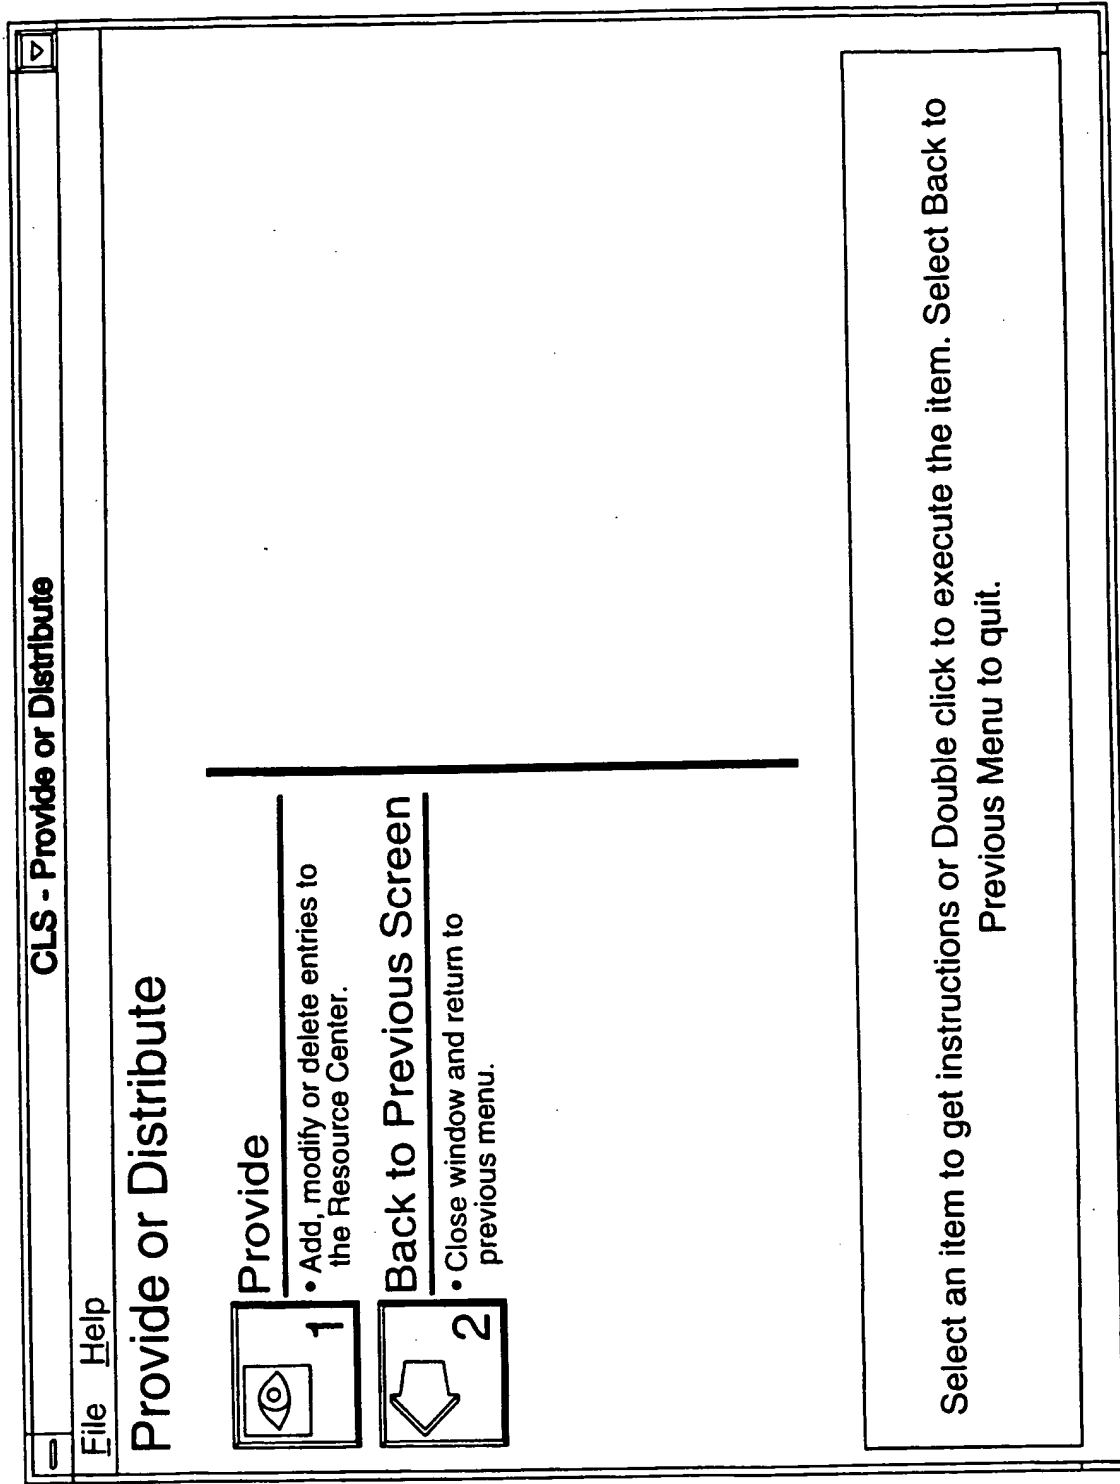 CLS - Provide or Distribute
File Help
Provide or Distribute
1
Provide
• Add, modify or delete entries to
the Resource Center.
2
Back to Previous Screen
• Close window and return to
previous menu.
Select an item to get instructions or Double click to execute the item. Select Back to
Previous Menu to quit.